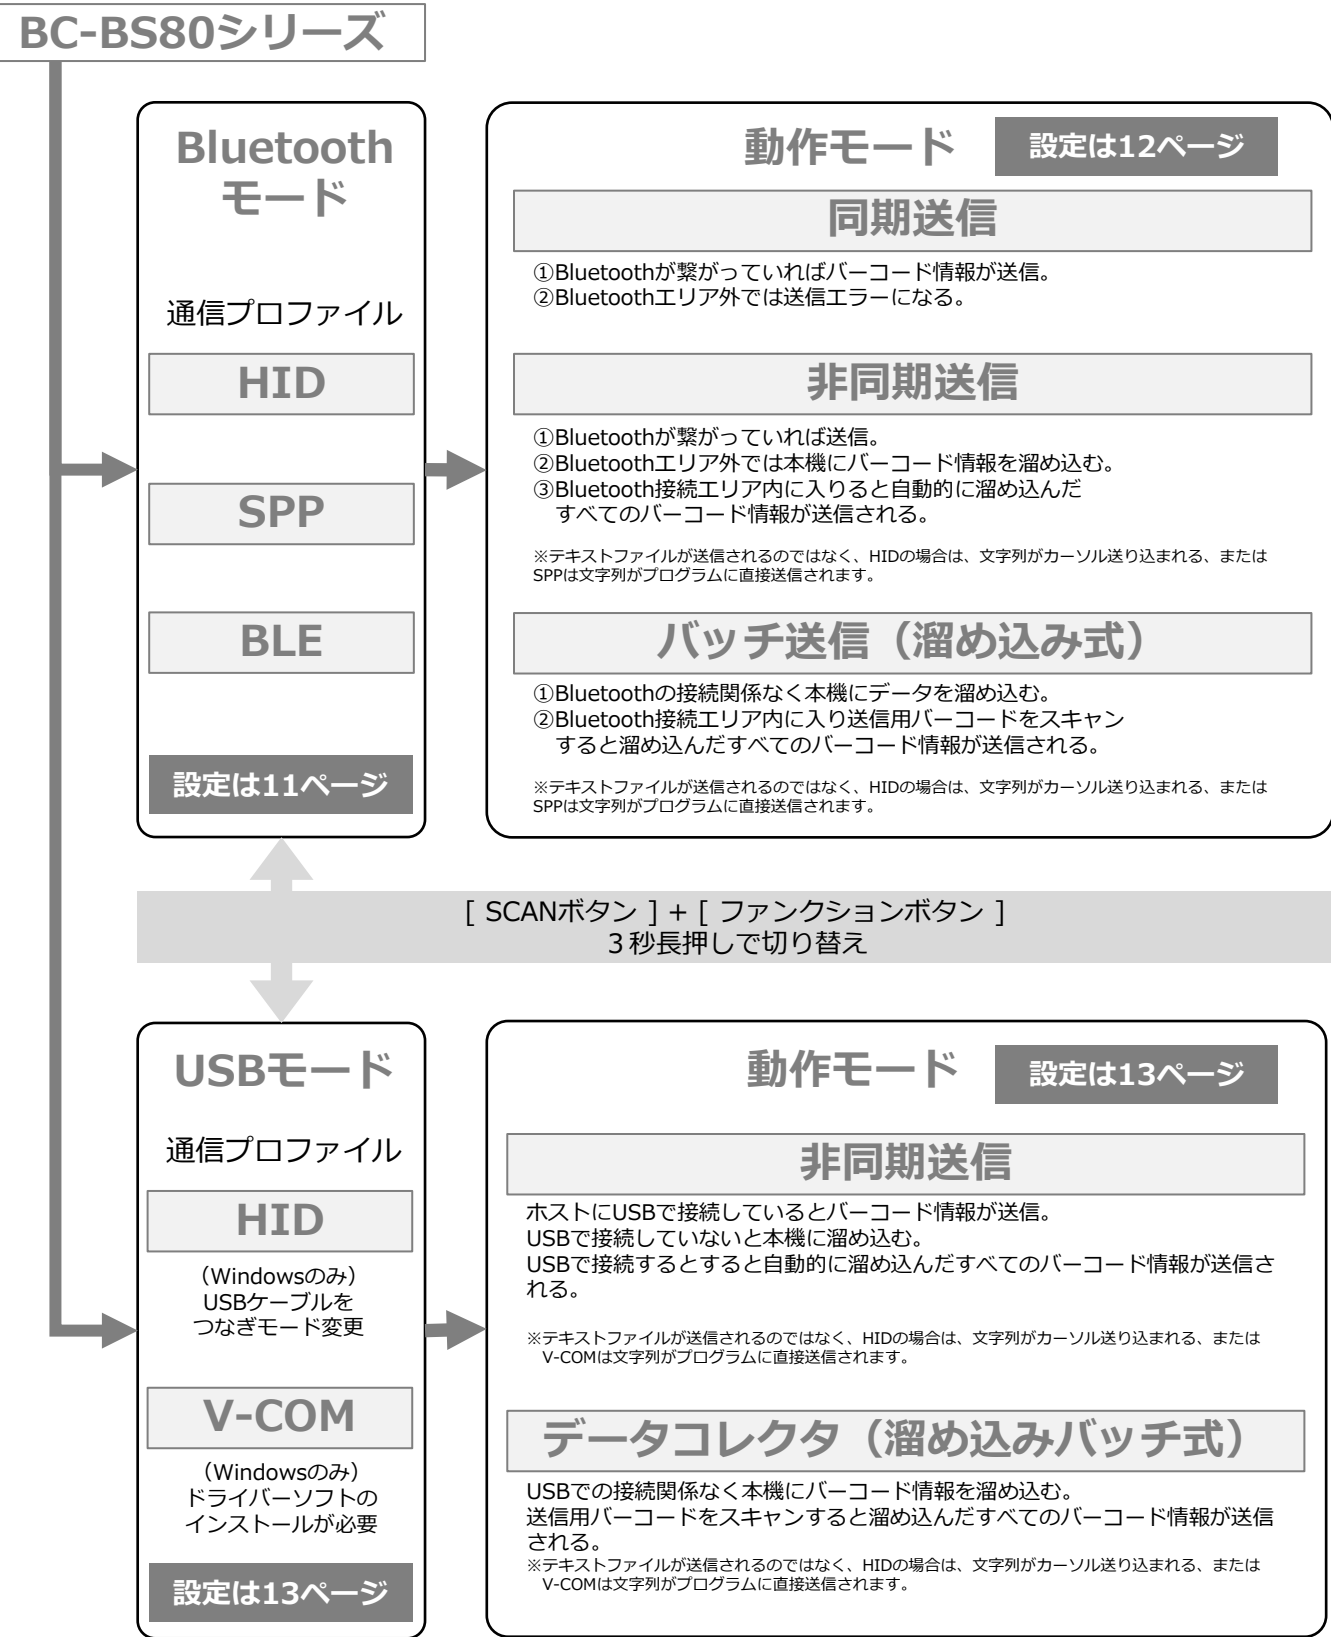 BC-BS80シリーズ
Bluetooth
モード
通信プロファイル
HID
SPP
BLE
設定は11ページ
動作モード
設定は12ページ
同期送信
①Bluetoothが繋がっていればバーコード情報が送信。
②Bluetoothエリア外では送信エラーになる。
非同期送信
①Bluetoothが繋がっていれば送信。
②Bluetoothエリア外では本機にバーコード情報を溜め込む。
③Bluetooth接続エリア内に入りると自動的に溜め込んだ
すべてのバーコード情報が送信される。
※テキストファイルが送信されるのではなく、HIDの場合は、文字列がカーソル送り込まれる、または
SPPは文字列がプログラムに直接送信されます。
バッチ送信（溜め込み式）
①Bluetoothの接続関係なく本機にデータを溜め込む。
②Bluetooth接続エリア内に入り送信用バーコードをスキャン
すると溜め込んだすべてのバーコード情報が送信される。
※テキストファイルが送信されるのではなく、HIDの場合は、文字列がカーソル送り込まれる、または
SPPは文字列がプログラムに直接送信されます。
[ SCANボタン ] + [ ファンクションボタン ]
３秒長押しで切り替え
USBモード
通信プロファイル
HID
（Windowsのみ）
USBケーブルを
つなぎモード変更
V-COM
（Windowsのみ）
ドライバーソフトの
インストールが必要
設定は13ページ
動作モード
設定は13ページ
非同期送信
ホストにUSBで接続しているとバーコード情報が送信。
USBで接続していないと本機に溜め込む。
USBで接続するとすると自動的に溜め込んだすべてのバーコード情報が送信さ
れる。
※テキストファイルが送信されるのではなく、HIDの場合は、文字列がカーソル送り込まれる、または
V-COMは文字列がプログラムに直接送信されます。
データコレクタ（溜め込みバッチ式）
USBでの接続関係なく本機にバーコード情報を溜め込む。
送信用バーコードをスキャンすると溜め込んだすべてのバーコード情報が送信
される。
※テキストファイルが送信されるのではなく、HIDの場合は、文字列がカーソル送り込まれる、または
V-COMは文字列がプログラムに直接送信されます。